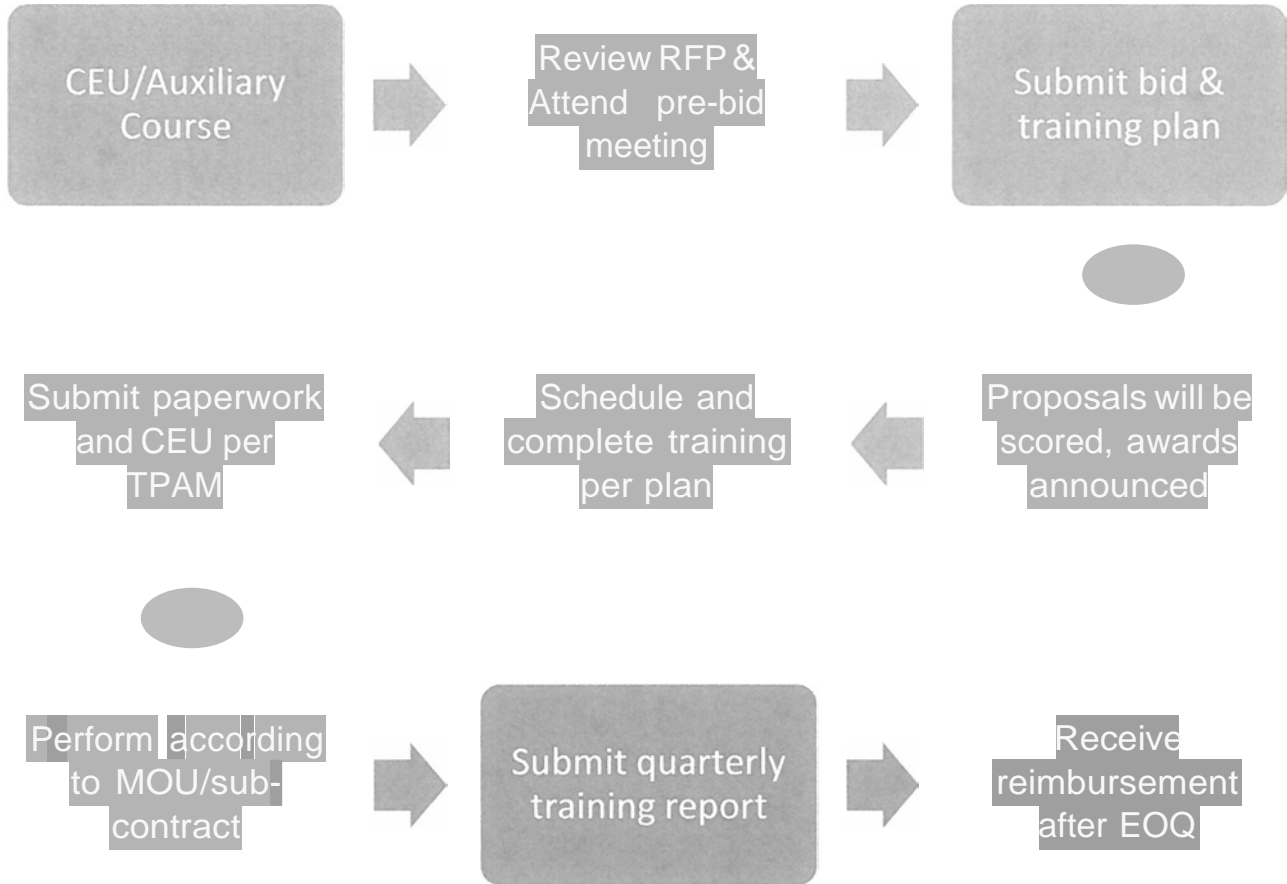 CEU/Auxiliary
Course
Review RFP &
Attend pre-bid
meeting
Submit bid &
training plan
Proposals will be
scored, awards
announced
Schedule and
complete training
per plan
Submit paperwork
and CEU per
TPAM
Perform according
to MOU/sub-
contract
Submit quarterly
training report
Receive
reimbursement
after EOQ